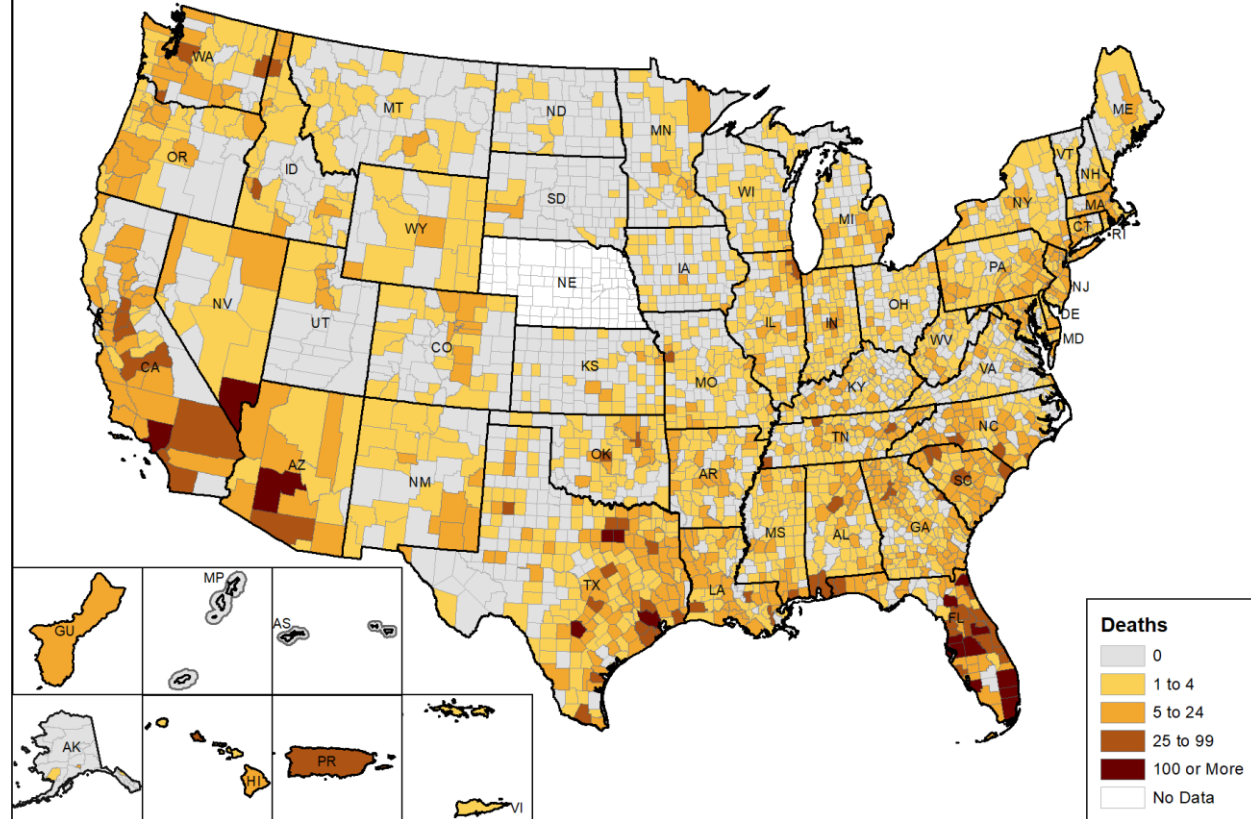 WA
MT
ND
MN
ME
OR
ID
SD
WI
VT
NH
MI
NY
MA
WY
CT
RI
IA
PA
NE
NV
NJ
OH
UT
IL
IN
DE
CO
WV
MD
CA
KS
VA
MO
KY
NC
TN
OK
AZ
AR
NM
SC
MS
AL
GA
TX
LA
FL
MP
GU
AS
AK
HI
PR
VI
Deaths
0
1 to 4
5 to 24
25 to 99
100 or More
No Data